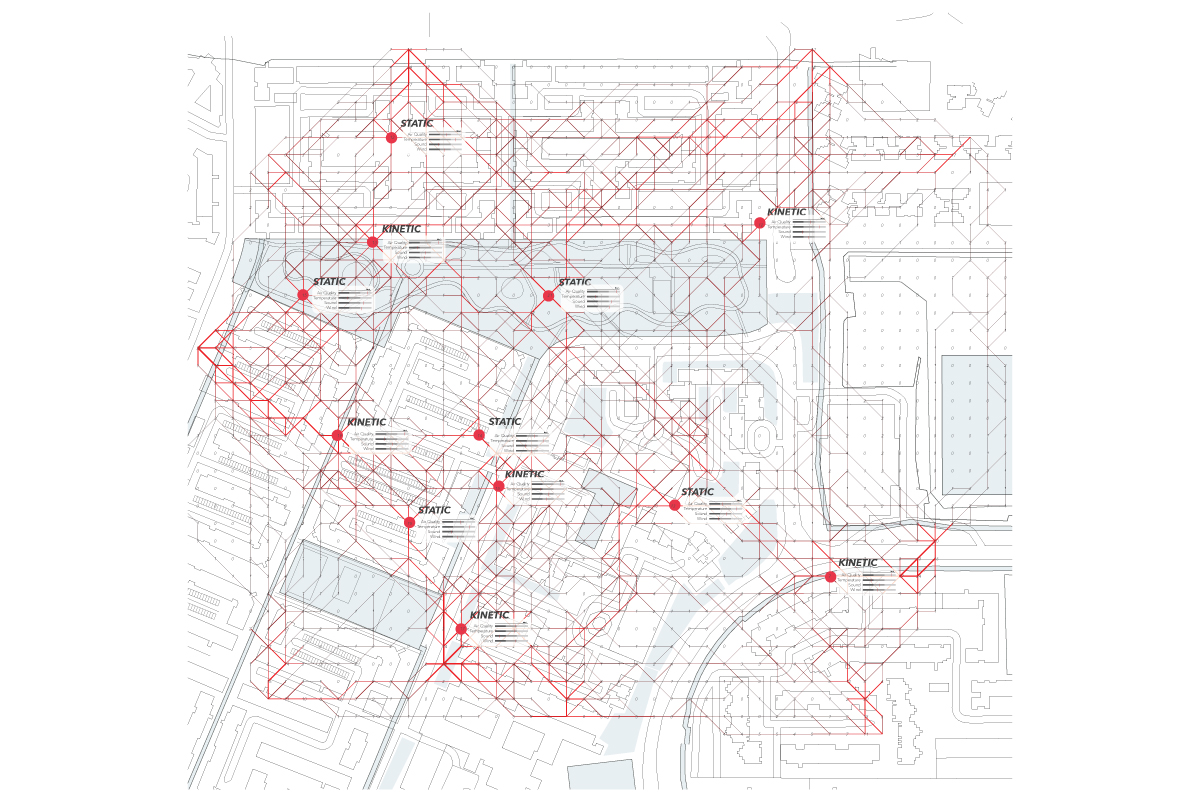 STATIC
Air Quality
Temperature
Sound
Wind
KINETIC
Air Quality
Temperature
Sound
Wind
KINETIC
Air Quality
Temperature
Sound
Wind
STATIC
Air Quality
Temperature
Sound
Wind
STATIC
Air Quality
Temperature
Sound
Wind
KINETIC
Air Quality
Temperature
Sound
Wind
STATIC
Air Quality
Temperature
Sound
Wind
KINETIC
Air Quality
Temperature
Sound
Wind
STATIC
Air Quality
Temperature
Sound
Wind
STATIC
Air Quality
Temperature
Sound
Wind
KINETIC
Air Quality
Temperature
Sound
Wind
KINETIC
Air Quality
Temperature
Sound
Wind